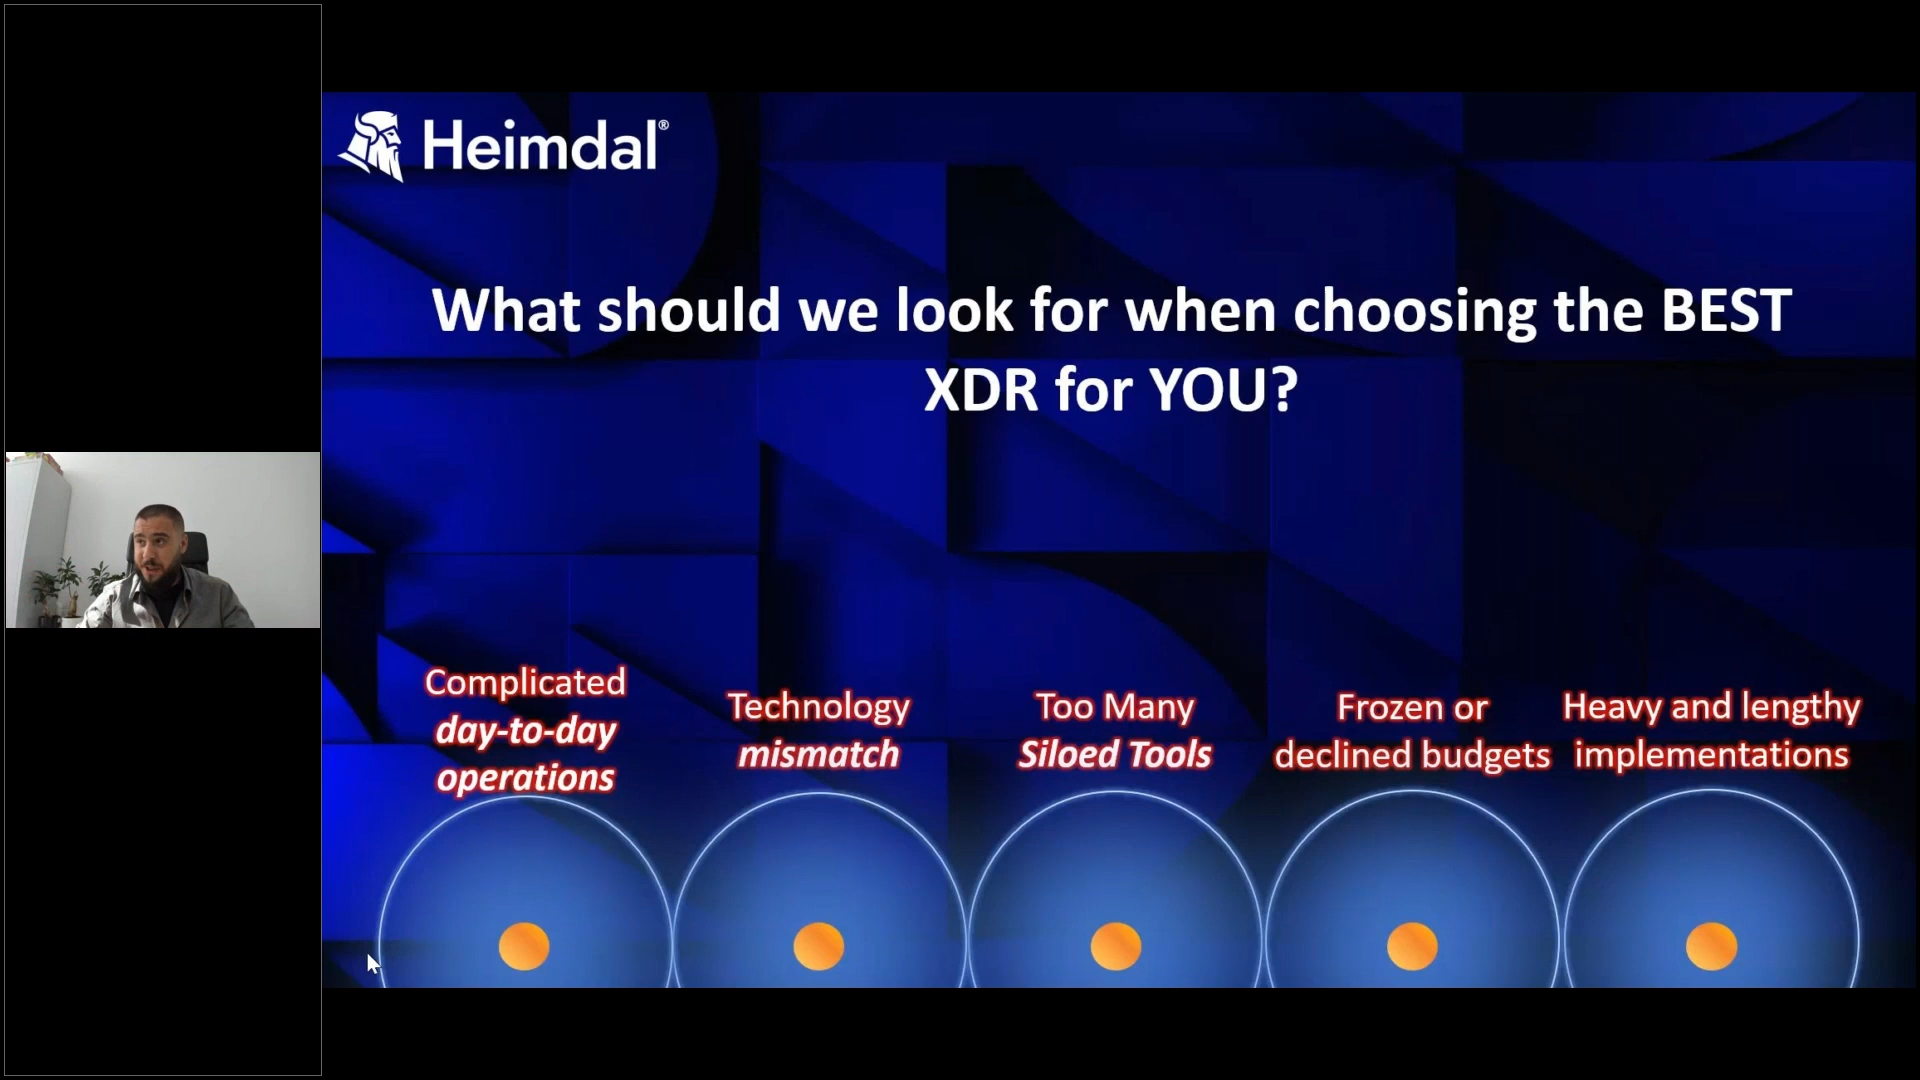 Heimdal®
What should we look for when choosing the BEST
XDR for YOU?
Complicated
day-to-day
operations
Technology
mismatch
Too Many
Siloed Tools
Frozen or
declined budgets
Heavy and lengthy
implementations